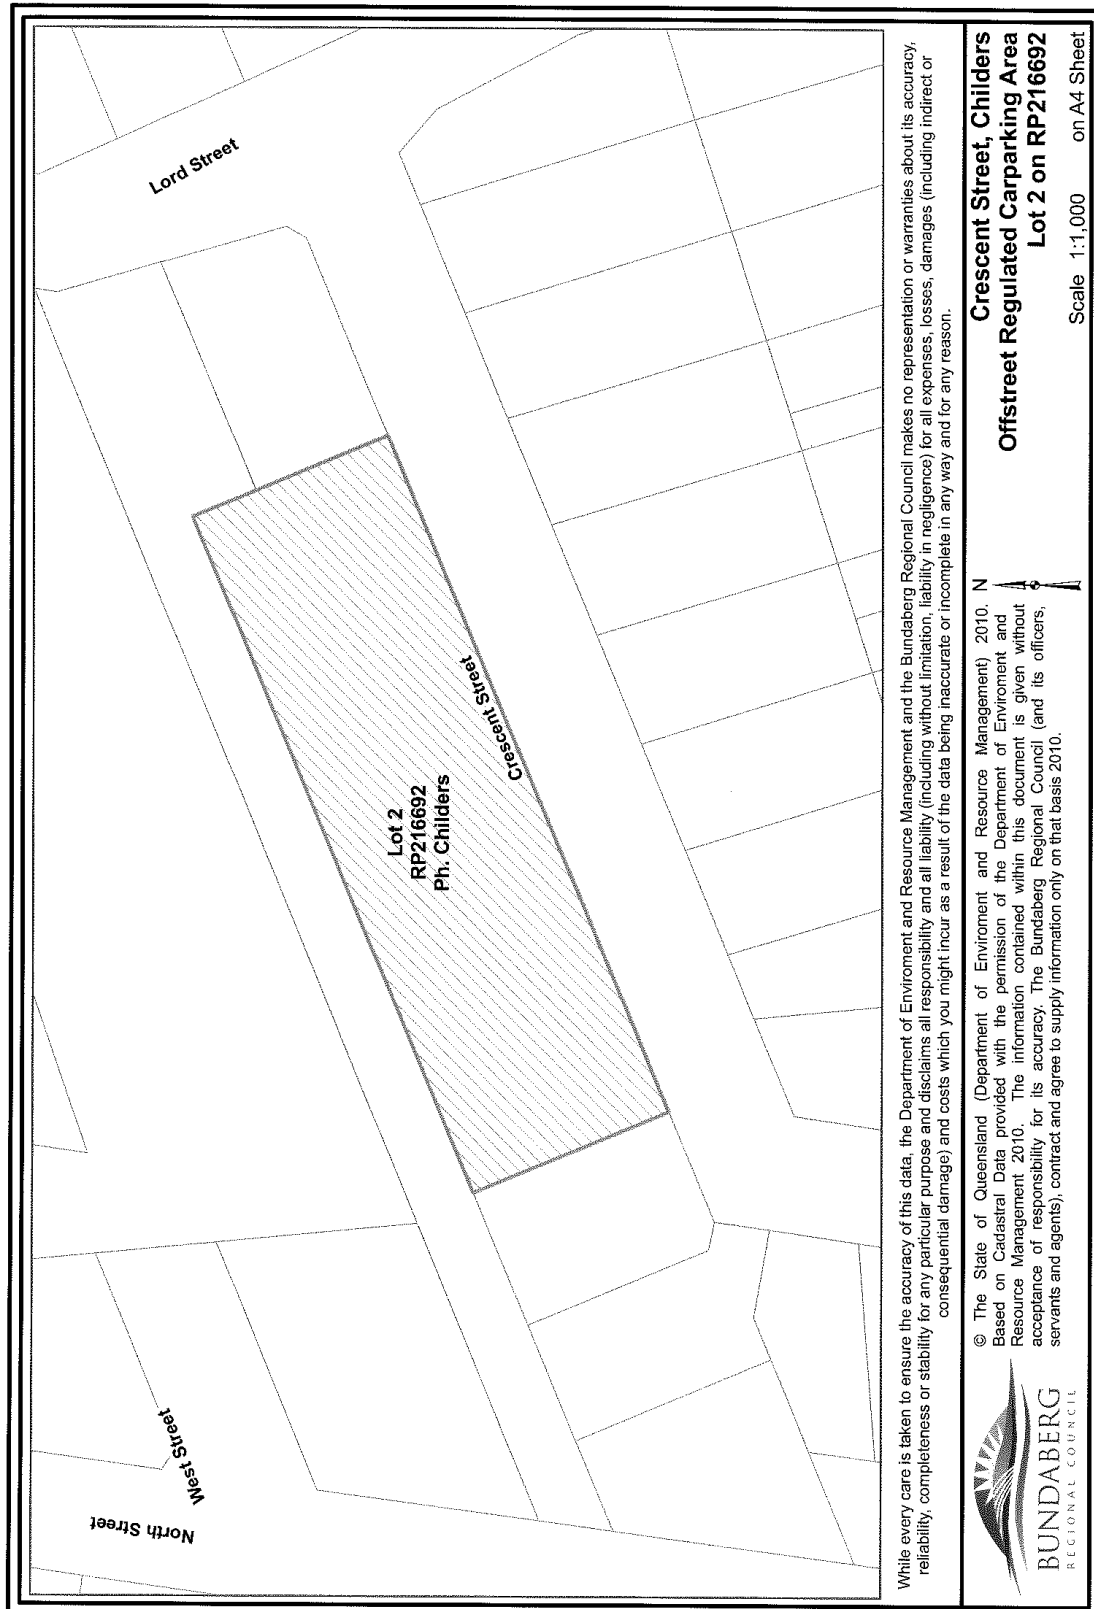 Lord Street
Lot 2
RP216692
Ph. Childers
Crescent Street
West Street
North Street
While every care is taken to ensure the accuracy of this data, the Department of Enviroment and Resource Management and the Bundaberg Regional Council makes no representation or warranties about its accuracy,
reliability, completeness or stability for any particular purpose and disclaims all responsibility and all liability (including without limitation, liability in negligence) for all expenses, losses, damages (including indirect or
consequential damage) and costs which you might incur as a result of the data being inaccurate or incomplete in any way and for any reason.
BUNDABERG
REGIONAL COUNCIL
© The State of Queensland (Department of Enviroment and Resource Management) 2010.
Based on Cadastral Data provided with the permission of the Department of Enviroment and
Resource Management 2010. The information contained within this document is given without
acceptance of responsibility for its accuracy. The Bundaberg Regional Council (and its officers,
servants and agents), contract and agree to supply information only on that basis 2010.
N
Crescent Street, Childers
Offstreet Regulated Carparking Area
Lot 2 on RP216692
Scale 1:1,000 on A4 Sheet